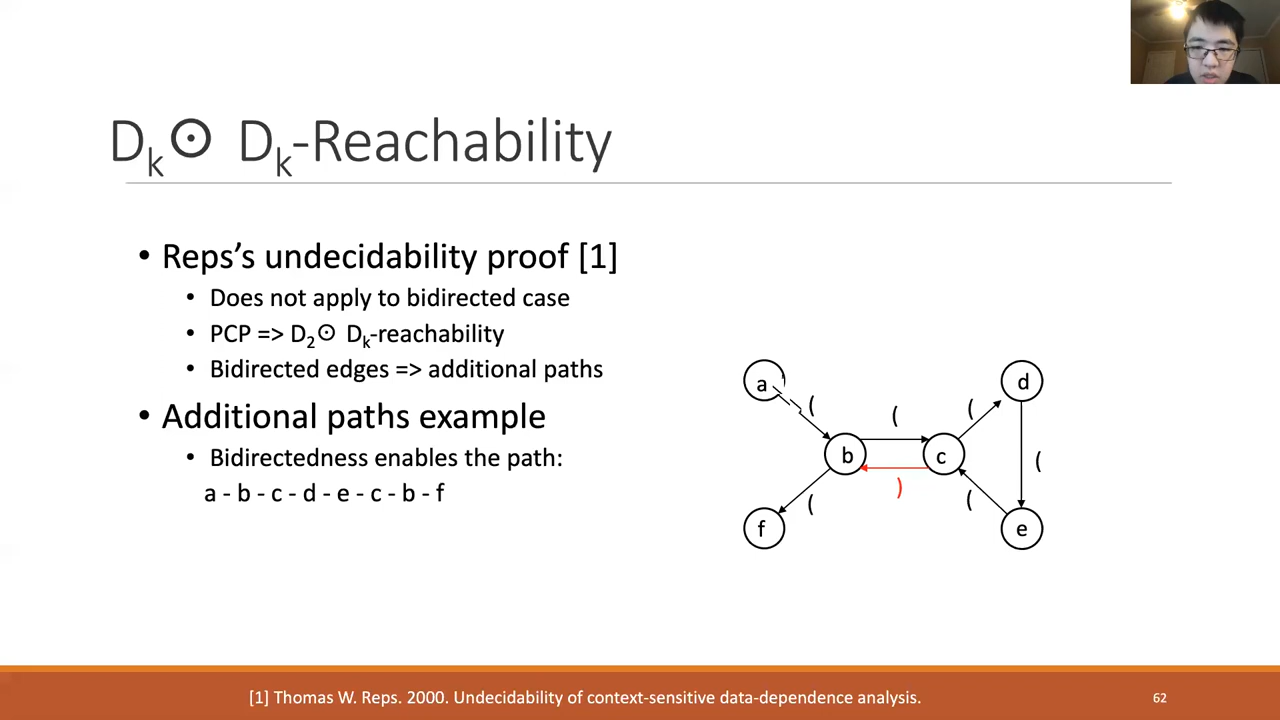 Dₖ⊙ Dₖ-Reachability
• Reps’s undecidability proof [1]
• Does not apply to bidirected case
• PCP => D₂⊙ Dₖ-reachability
• Bidirected edges => additional paths
• Additional paths example
• Bidirectedness enables the path:
a - b - c - d - e - c - b - f
a
(
(
(
d
b
c
(
)
(
(
f
e
[1] Thomas W. Reps. 2000. Undecidability of context-sensitive data-dependence analysis.
62